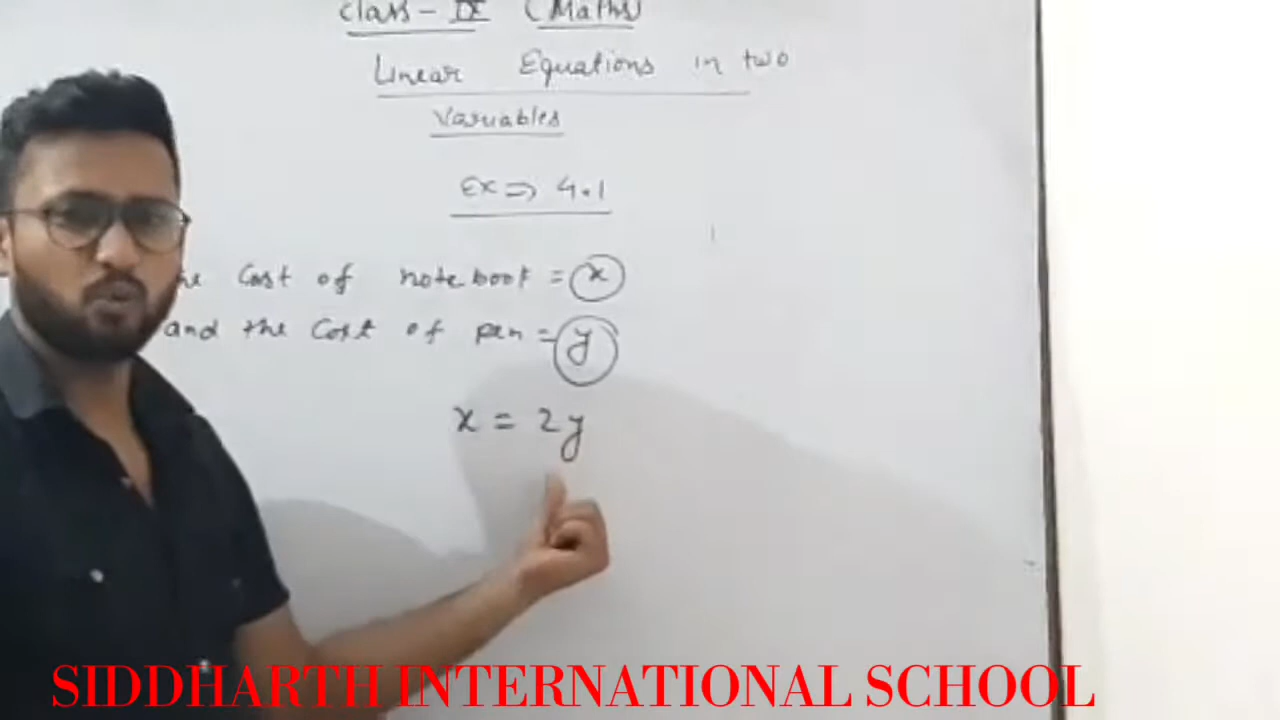 Class - IX (Maths)
Linear Equations in two
Variables
Ex => 4.1
Cost of notebook = x
and the Cost of pen = y
x = 2y
SIDDHARTH INTERNATIONAL SCHOOL